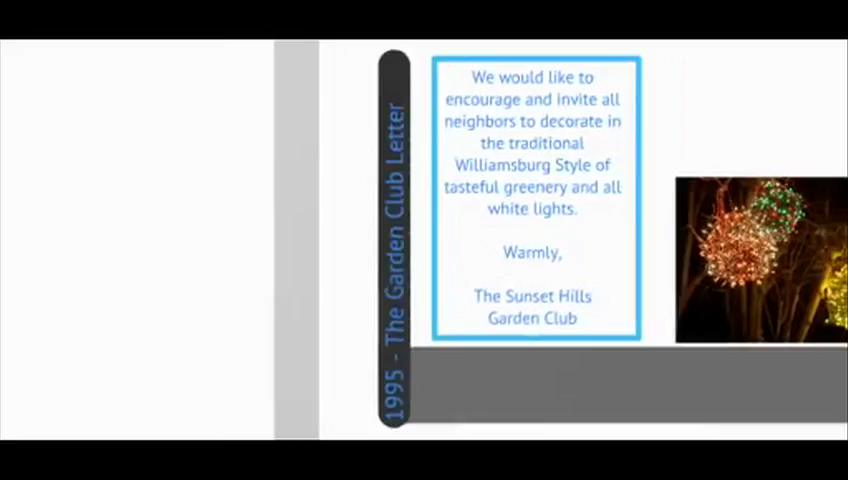 1995 - The Garden Club Letter
We would like to
encourage and invite all
neighbors to decorate in
the traditional
Williamsburg Style of
tasteful greenery and all
white lights.
Warmly,
The Sunset Hills
Garden Club